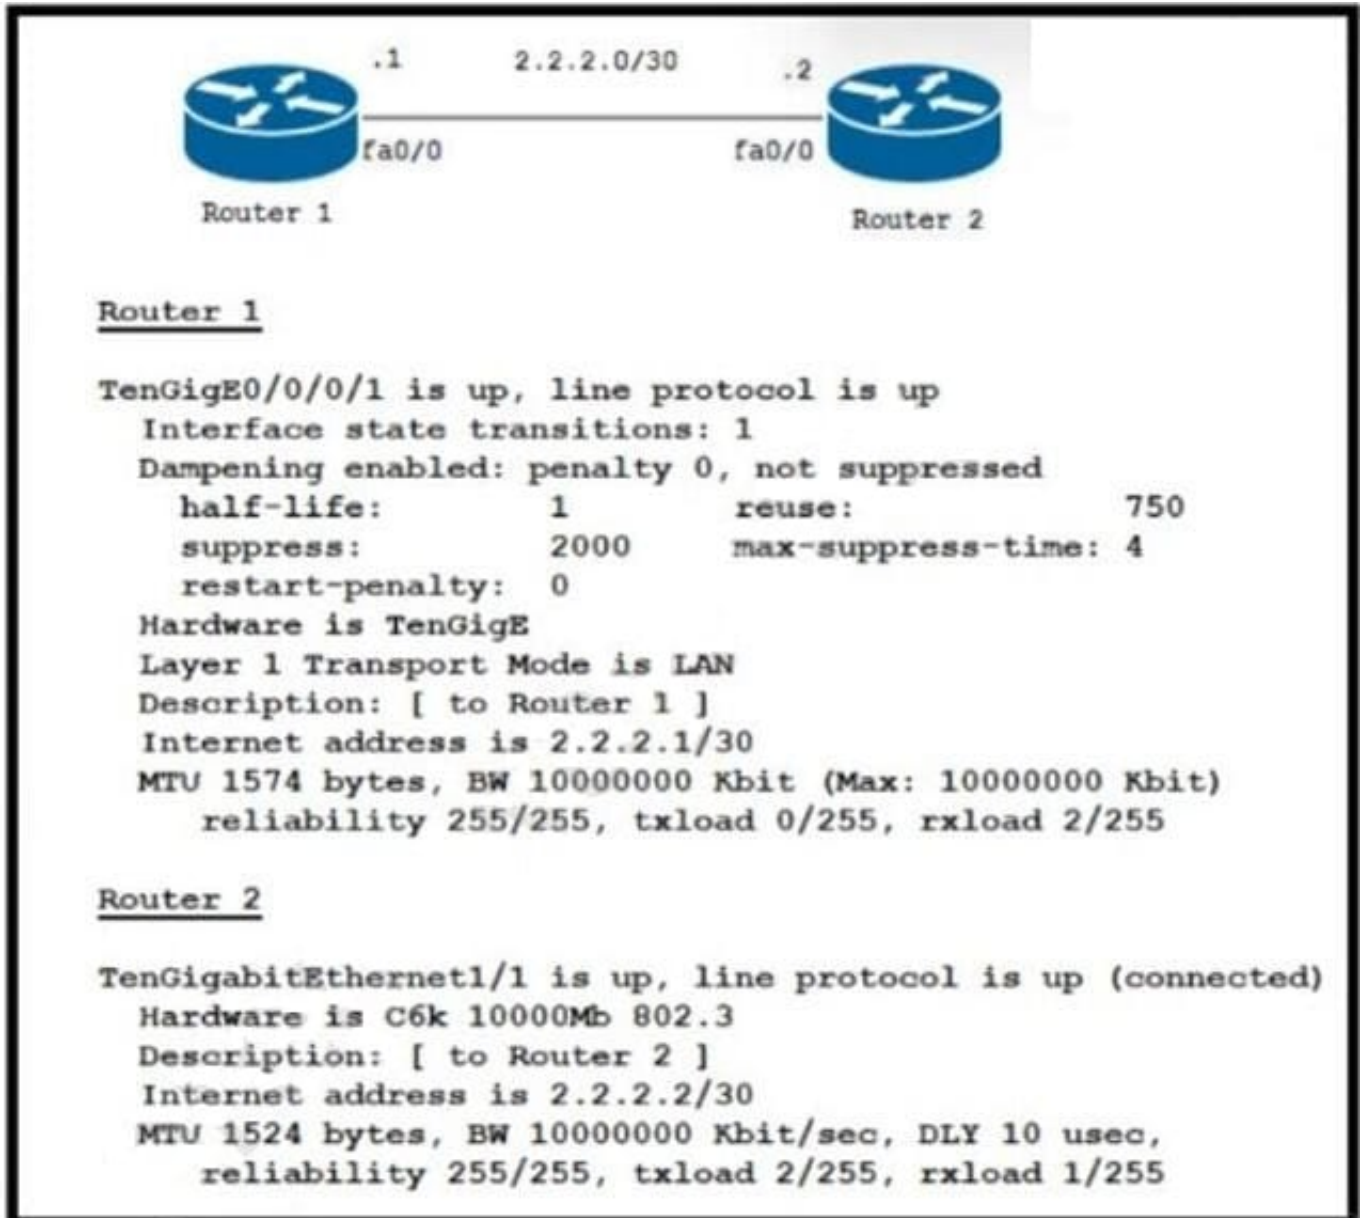 .1 2.2.2.0/30 .2
fa0/0 fa0/0
Router 1 Router 2
Router 1
TenGigE0/0/0/1 is up, line protocol is up
Interface state transitions: 1
Dampening enabled: penalty 0, not suppressed
half-life: 1 reuse: 750
suppress: 2000 max-suppress-time: 4
restart-penalty: 0
Hardware is TenGigE
Layer 1 Transport Mode is LAN
Description: [ to Router 1 ]
Internet address is 2.2.2.1/30
MTU 1574 bytes, BW 10000000 Kbit (Max: 10000000 Kbit)
reliability 255/255, txload 0/255, rxload 2/255
Router 2
TenGigabitEthernet1/1 is up, line protocol is up (connected)
Hardware is C6k 10000Mb 802.3
Description: [ to Router 2 ]
Internet address is 2.2.2.2/30
MTU 1524 bytes, BW 10000000 Kbit/sec, DLY 10 usec,
reliability 255/255, txload 2/255, rxload 1/255